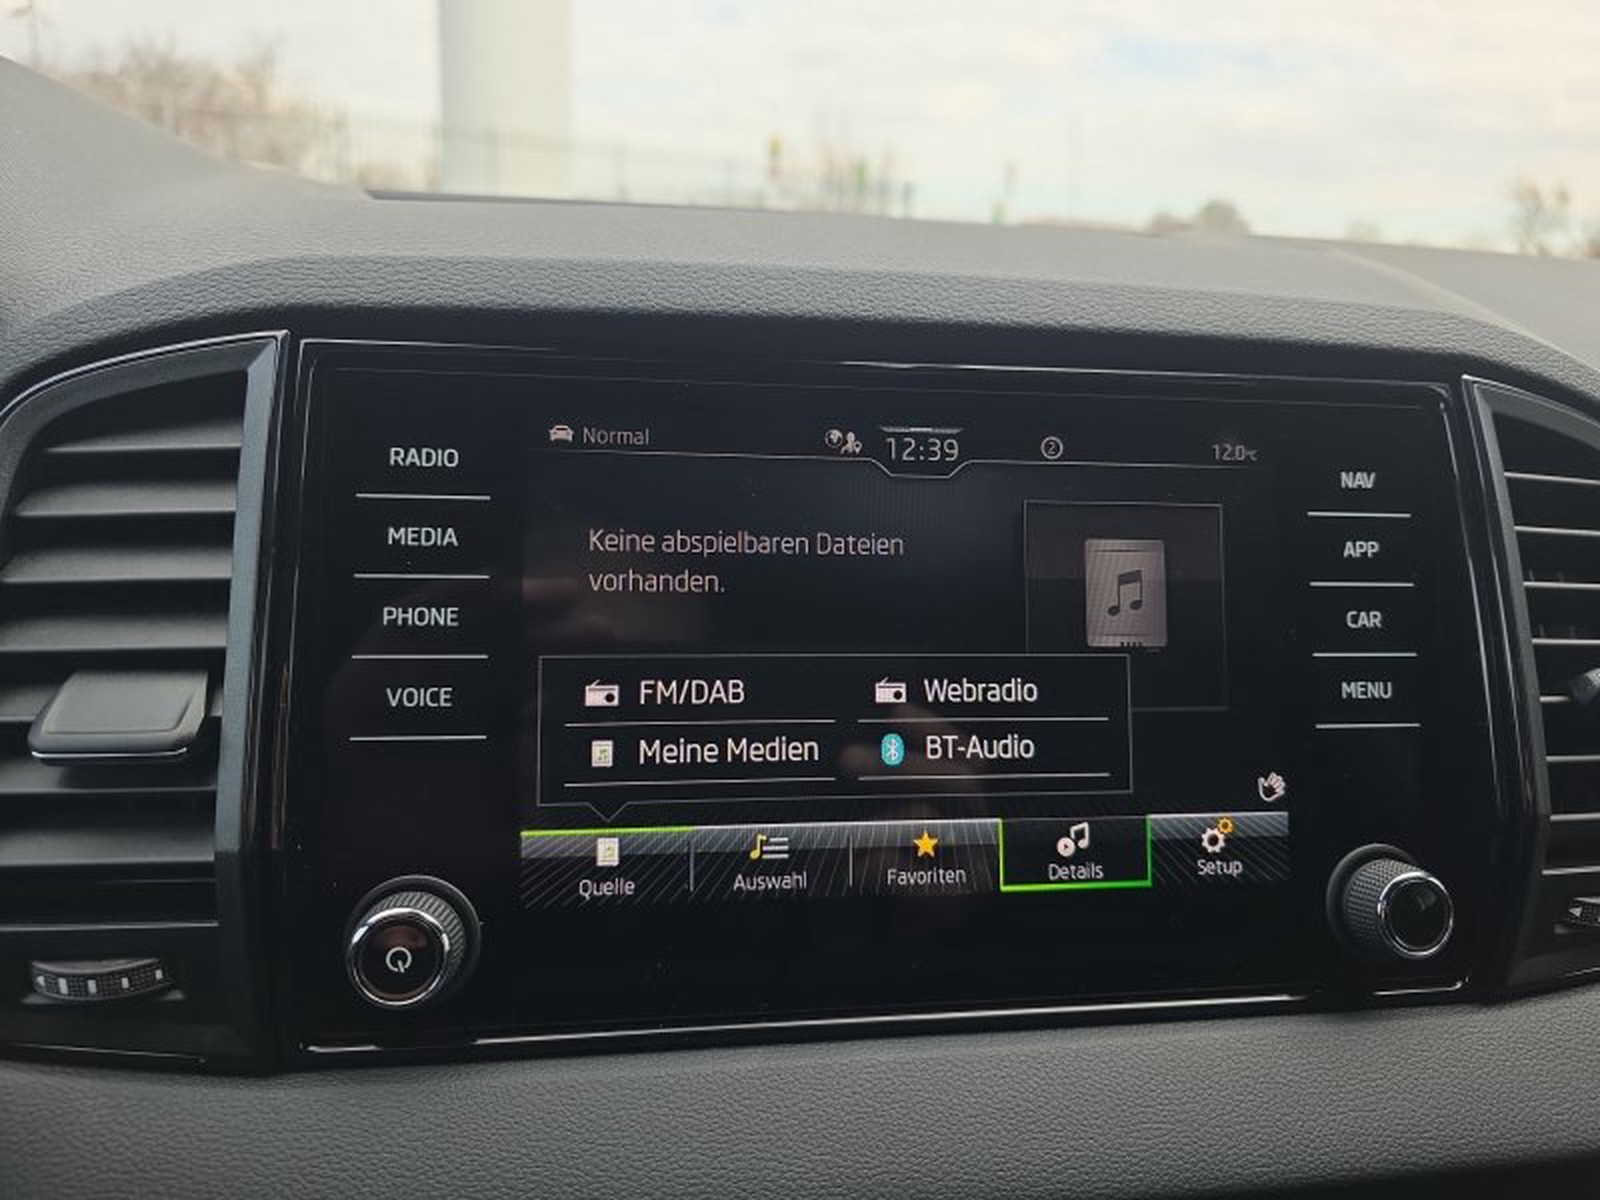 RADIO
MEDIA
PHONE
VOICE
Normal
12:39
2
12.0°C
Keine abspielbaren Dateien
vorhanden.
FM/DAB
Webradio
Meine Medien
BT-Audio
Quelle
Auswahl
Favoriten
Details
Setup
NAV
APP
CAR
MENU